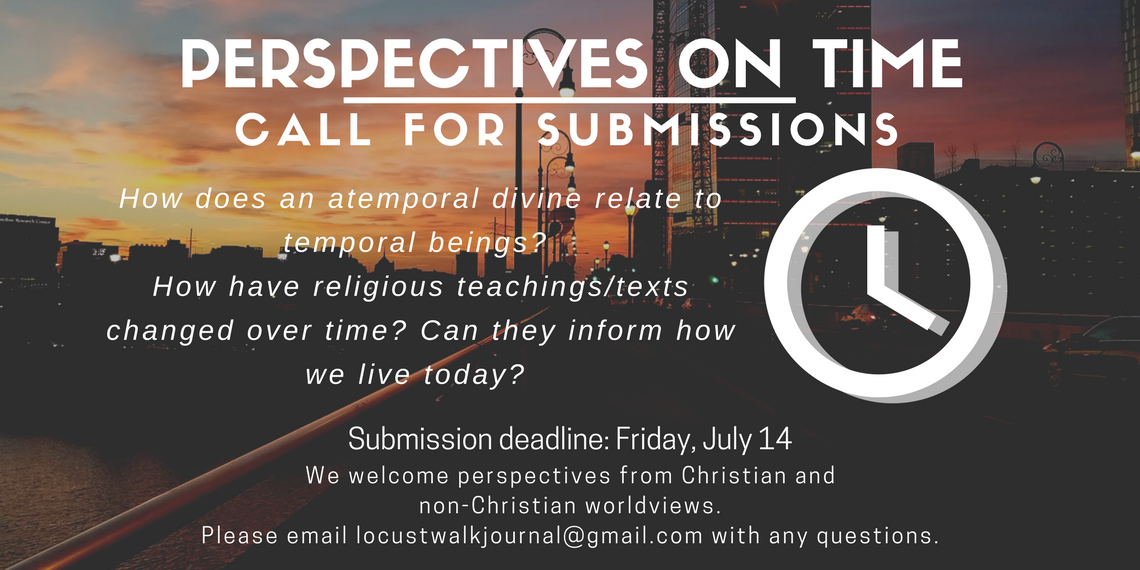 PERSPECTIVES ON TIME
CALL FOR SUBMISSIONS
How does an atemporal divine relate to
temporal beings?
How have religious teachings/texts
changed over time? Can they inform how
we live today?
Submission deadline: Friday, July 14
We welcome perspectives from Christian and
non-Christian worldviews.
Please email locustwalkjournal@gmail.com with any questions.